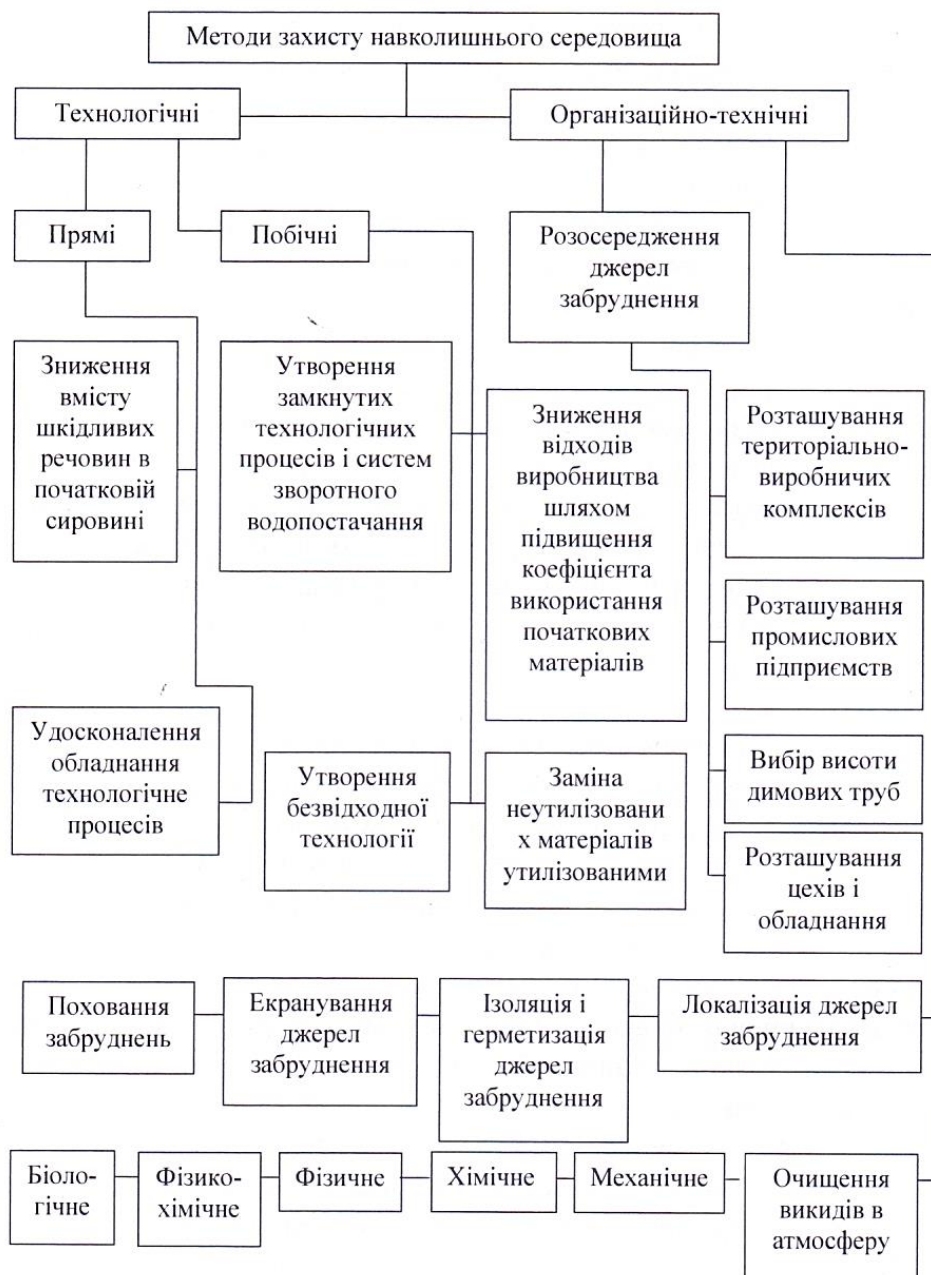 Методи захисту навколишнього середовища
Технологічні
Організаційно-технічні
Прямі
Побічні
Розосередження
джерел
забруднення
Зниження
вмісту
шкідливих
речовин в
початковій
сировині
Утворення
замкнутих
технологічних
процесів і систем
зворотного
водопостачання
Зниження
відходів
виробництва
шляхом
підвищення
коефіцієнта
використання
початкових
матеріалів
Розташування
територіально-
виробничих
комплексів
Розташування
промислових
підприємств
Удосконалення
обладнання
технологічне
процесів
Утворення
безвідходної
технології
Заміна
неутилізовани
х матеріалів
утилізованими
Вибір висоти
димових труб
Розташування
цехів і
обладнання
Поховання
забруднень
Екранування
джерел
забруднення
Ізоляція і
герметизація
джерел
забруднення
Локалізація джерел
забруднення
Біоло-
гічне
Фізико-
хімічне
Фізичне
Хімічне
Механічне
Очищення
викидів в
атмосферу